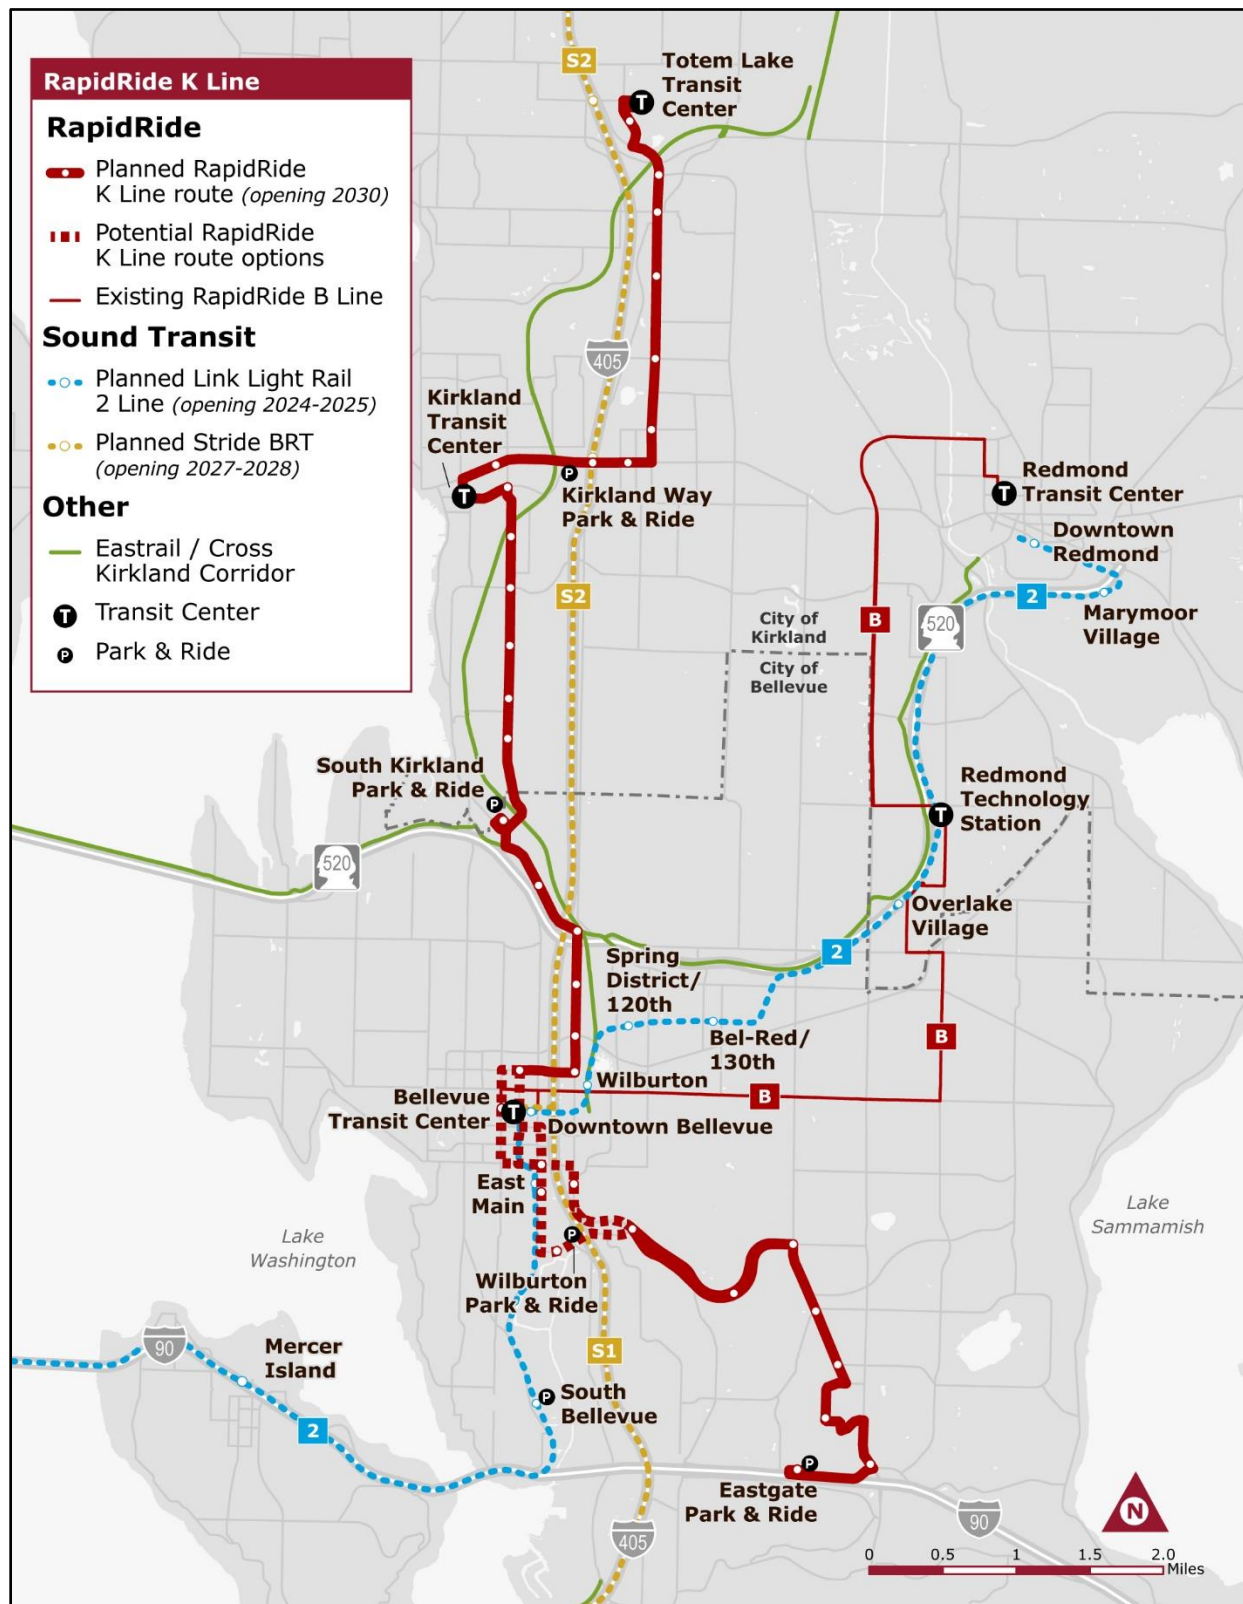 RapidRide K Line
RapidRide
Planned RapidRide
K Line route (opening 2030)
Potential RapidRide
K Line route options
Existing RapidRide B Line
Sound Transit
Planned Link Light Rail
2 Line (opening 2024-2025)
Planned Stride BRT
(opening 2027-2028)
Other
Eastrail / Cross
Kirkland Corridor
T
Transit Center
P
Park & Ride
S2
Totem Lake
Transit
Center
T
405
Kirkland
Transit
Center
T
P
Kirkland Way
Park & Ride
Redmond
Transit Center
T
Downtown
Redmond
S2
2
B
520
Marymoor
Village
City of
Kirkland
City of
Bellevue
South Kirkland
Park & Ride
P
Redmond
Technology
Station
T
520
Overlake
Village
Spring
District/
120th
2
Bel-Red/
130th
B
Wilburton
B
Bellevue
Transit Center
T
Downtown Bellevue
East
Main
Lake
Washington
Lake
Sammamish
P
Wilburton
Park & Ride
90
Mercer
Island
S1
2
P
South
Bellevue
P
Eastgate
Park & Ride
405
90
N
0
0.5
1
1.5
2.0
Miles